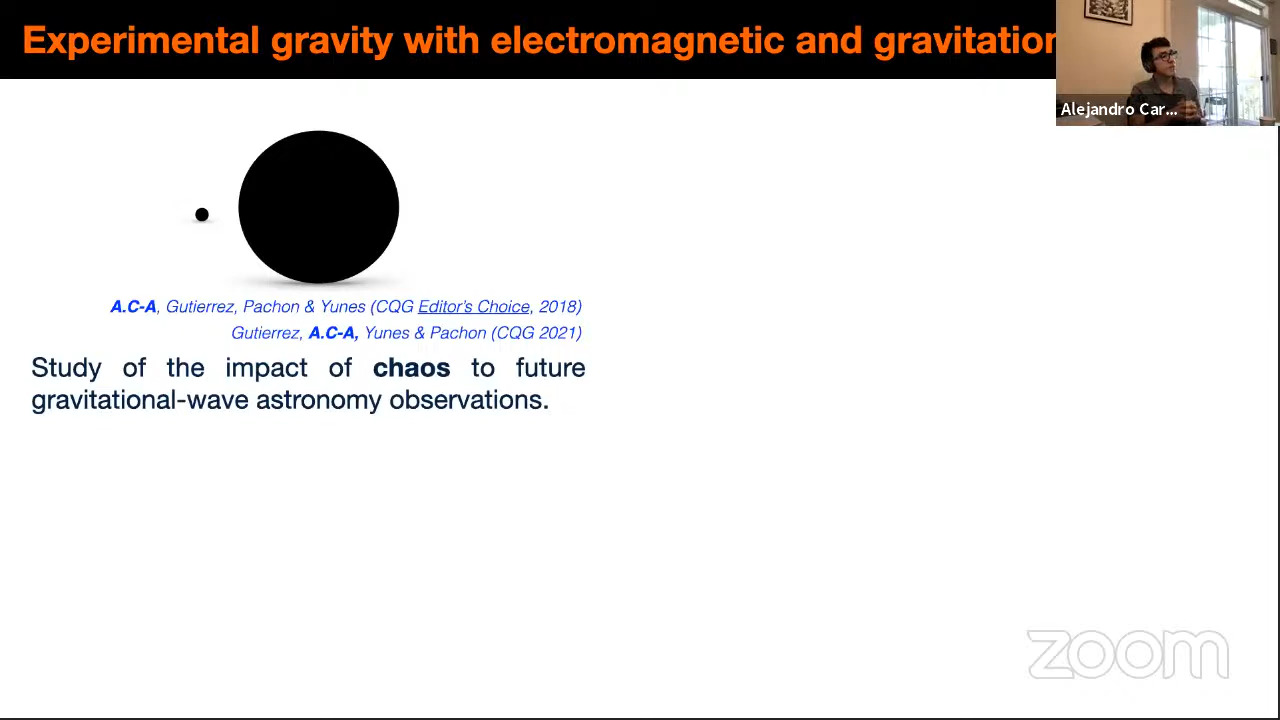 Experimental gravity with electromagnetic and gravitation
Alejandro Car...
A.C-A, Gutierrez, Pachon & Yunes (CQG Editor's Choice, 2018)
Gutierrez, A.C-A, Yunes & Pachon (CQG 2021)
Study of the impact of chaos to future
gravitational-wave astronomy observations.
zoom